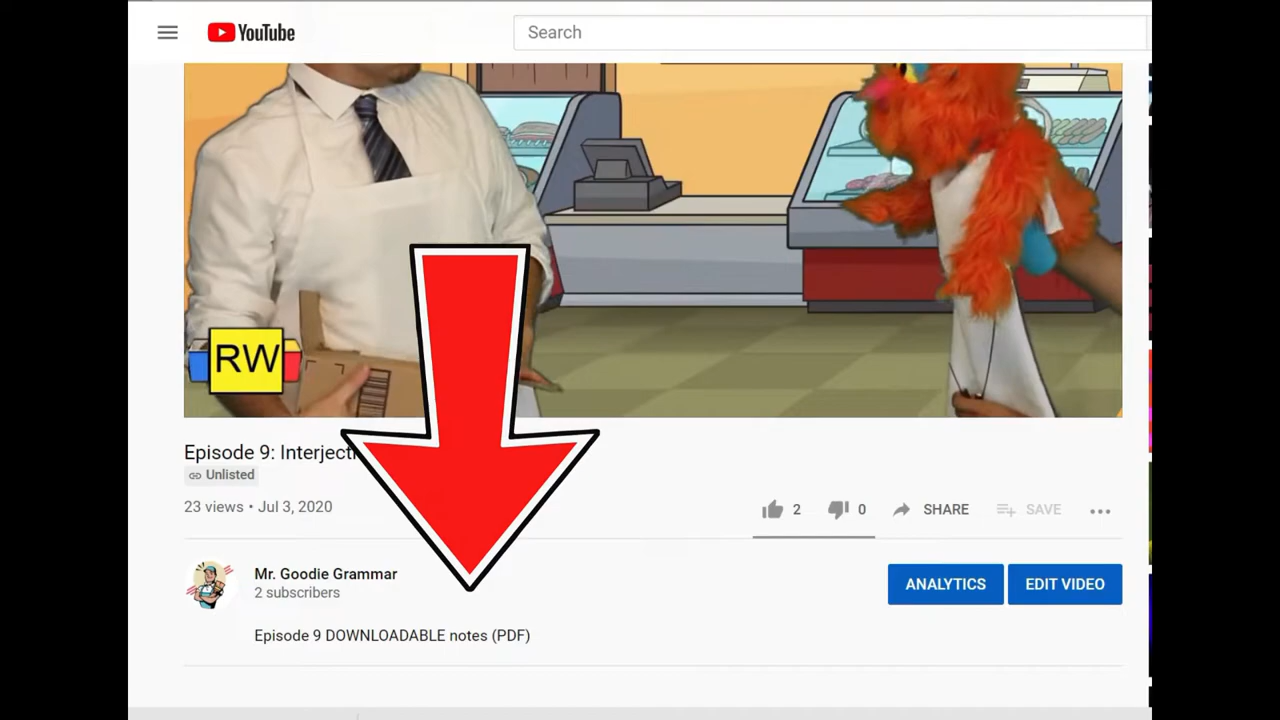 YouTube
Search
RW
Episode 9: Interject
Unlisted
23 views • Jul 3, 2020
2
0
SHARE
SAVE
Mr. Goodie Grammar
2 subscribers
ANALYTICS
EDIT VIDEO
Episode 9 DOWNLOADABLE notes (PDF)